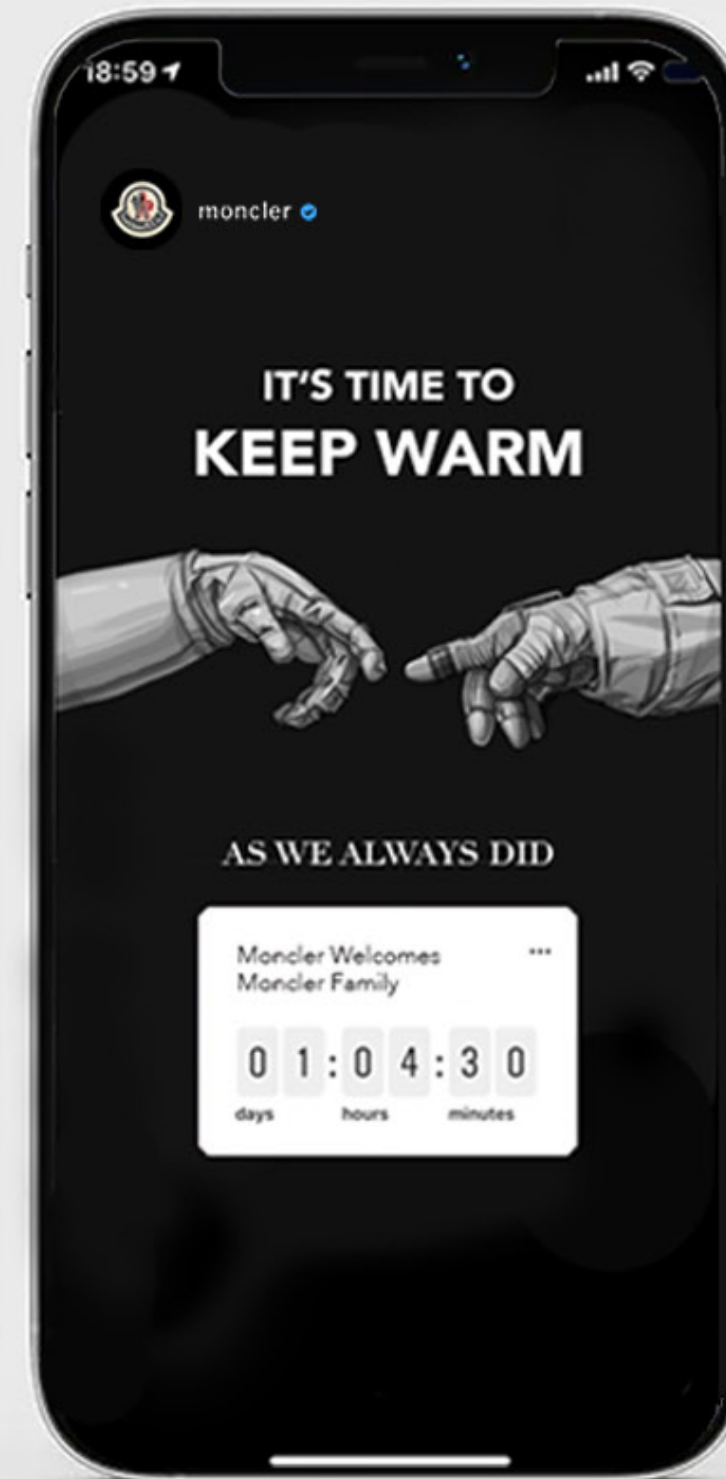 18:59
moncler
IT'S TIME TO
KEEP WARM
AS WE ALWAYS DID
Moncler Welcomes
Moncler Family
01:04:30
days hours minutes